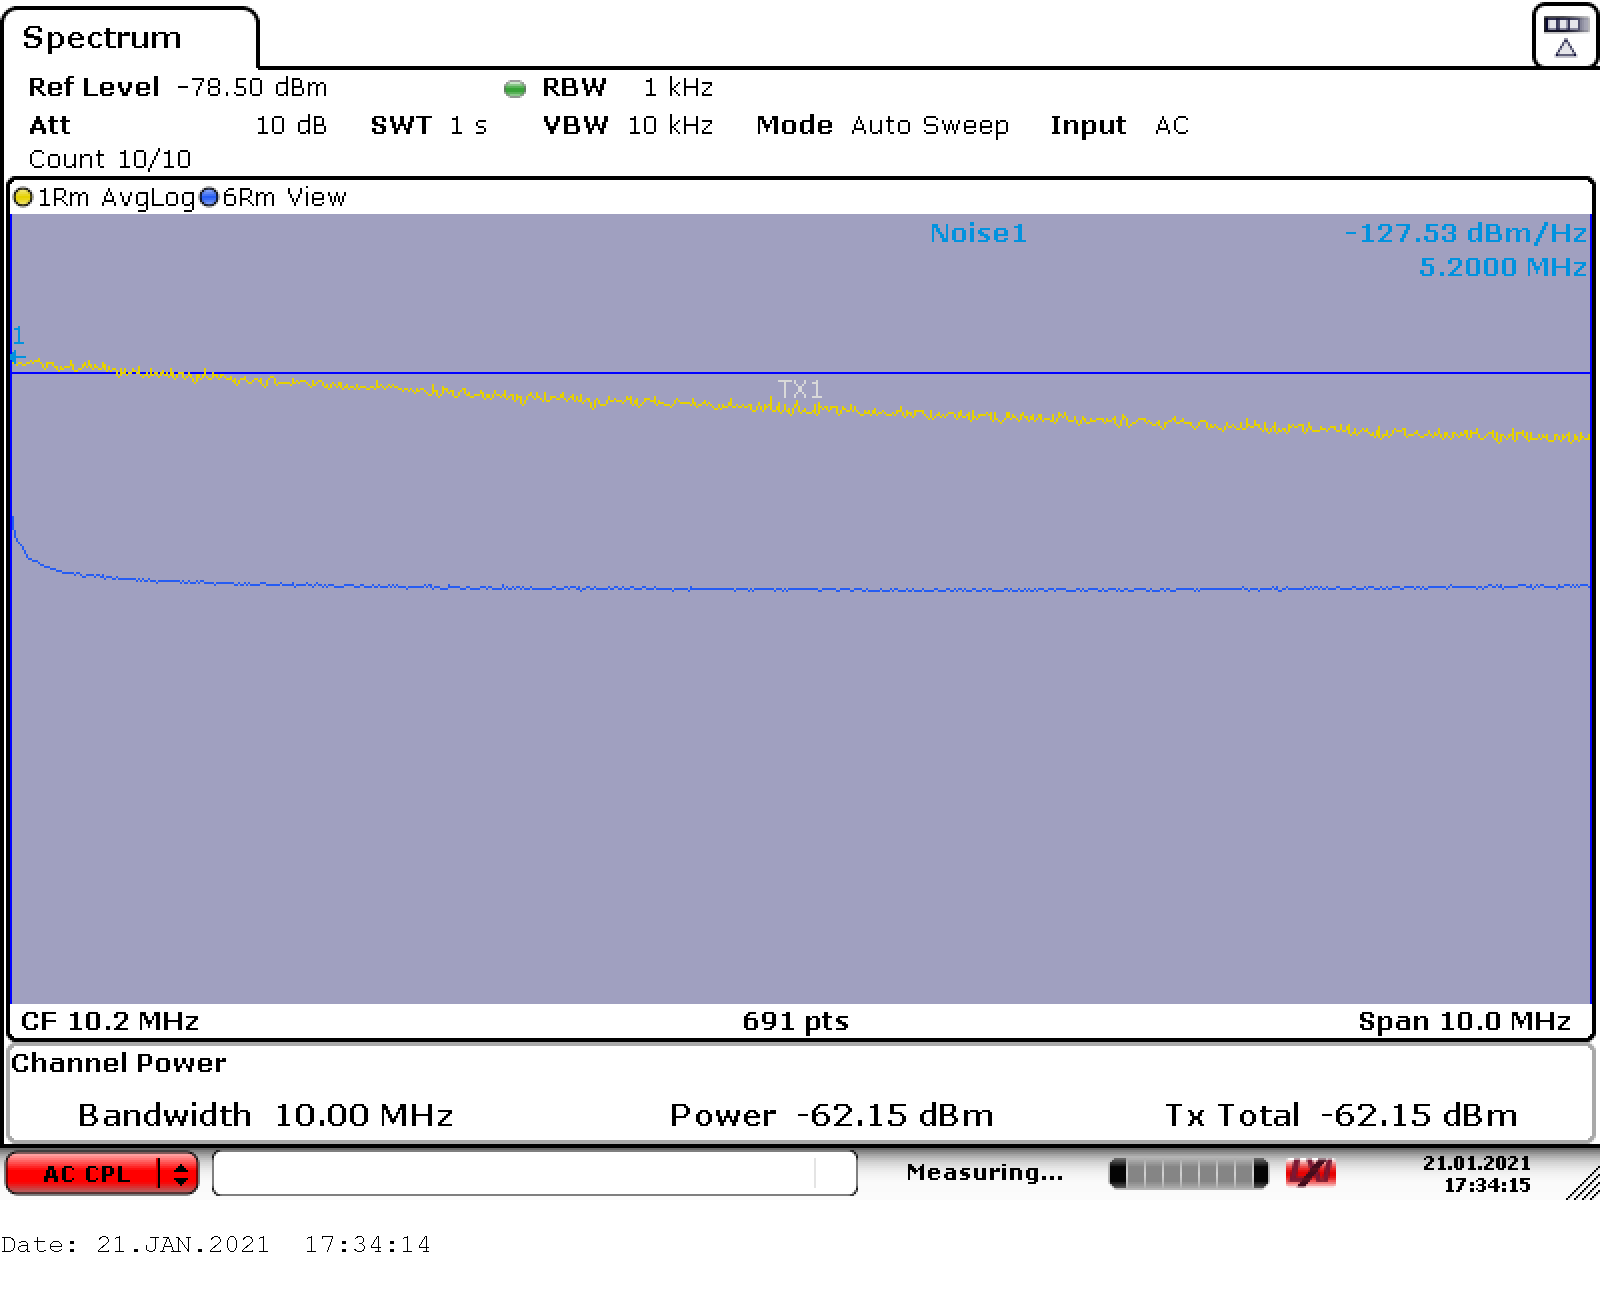 Spectrum
Ref Level -78.50 dBm RBW 1 kHz
Att 10 dB SWT 1 s VBW 10 kHz Mode Auto Sweep Input AC
Count 10/10
1Rm AvgLog 6Rm View
Noise1 -127.53 dBm/Hz
5.2000 MHz
1
TX1
CF 10.2 MHz 691 pts Span 10.0 MHz
Channel Power
Bandwidth 10.00 MHz Power -62.15 dBm Tx Total -62.15 dBm
AC CPL Measuring... LXI 21.01.2021
17:34:15
Date: 21.JAN.2021 17:34:14